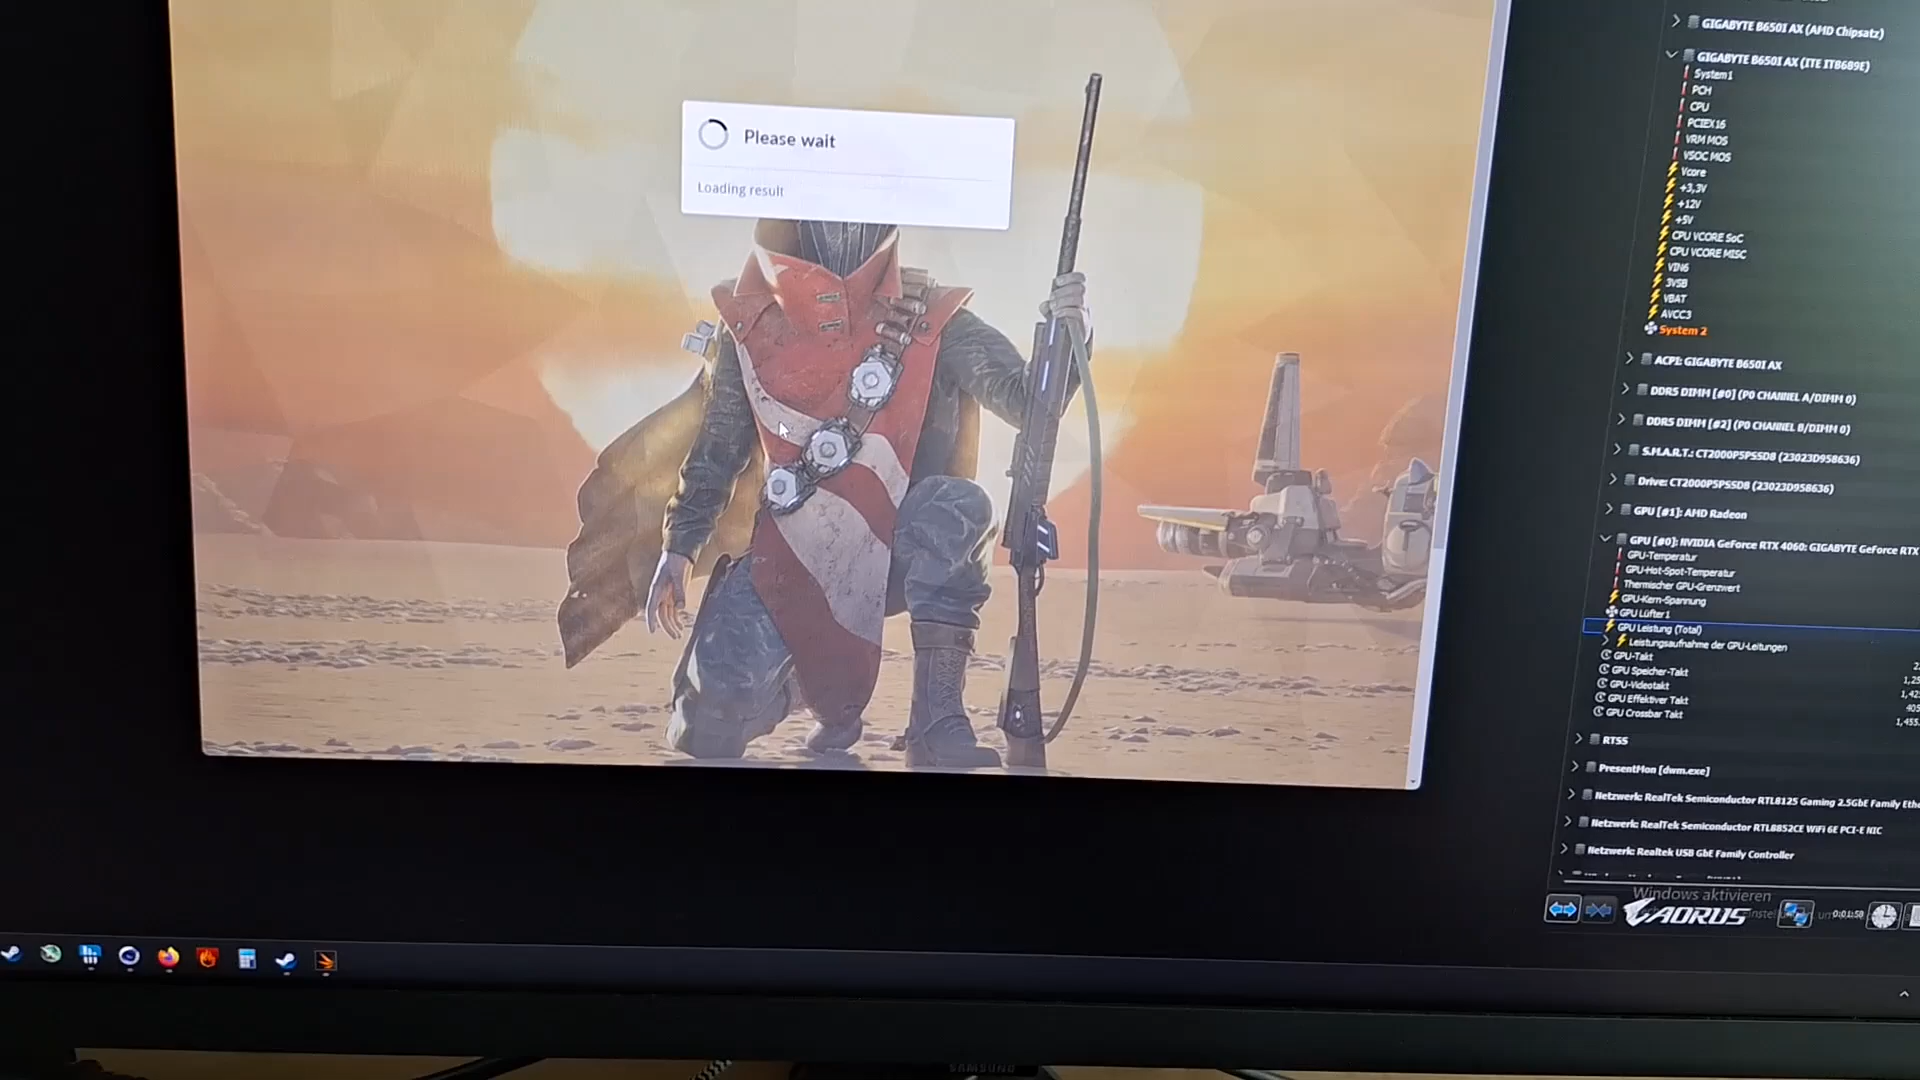 Please wait
Loading result
GIGABYTE B650I AX (AMD Chipsatz)
GIGABYTE B650I AX (ITE IT8689E)
System1
PCH
CPU
PCIEX16
VRM MOS
VSOC MOS
Vcore
+3,3V
+12V
+5V
CPU VCORE SoC
CPU VCORE MISC
VIN6
3VSB
VBAT
AVCC3
System 2
ACPI: GIGABYTE B650I AX
DDR5 DIMM [#0] (P0 CHANNEL A/DIMM 0)
DDR5 DIMM [#2] (P0 CHANNEL B/DIMM 0)
S.M.A.R.T.: CT2000P5PSSD8 (23023D958636)
Drive: CT2000P5PSSD8 (23023D958636)
GPU [#1]: AMD Radeon
GPU [#0]: NVIDIA GeForce RTX 4060: GIGABYTE GeForce RTX
GPU-Temperatur
GPU-Hot-Spot-Temperatur
Thermischer GPU-Grenzwert
GPU-Kern-Spannung
GPU Lüfter1
GPU Leistung (Total)
Leistungsaufnahme der GPU-Leitungen
GPU-Takt
GPU Speicher-Takt
GPU-Videotakt
GPU Effektiver Takt
GPU Crossbar Takt
RTSS
PresentMon [dwm.exe]
Netzwerk: RealTek Semiconductor RTL8125 Gaming 2.5GbE Family Ethe
Netzwerk: RealTek Semiconductor RTL8852CE WiFi 6E PCI-E NIC
Netzwerk: Realtek USB GbE Family Controller
Windows aktivieren
AORUS
0:01:58
SAMSUNG